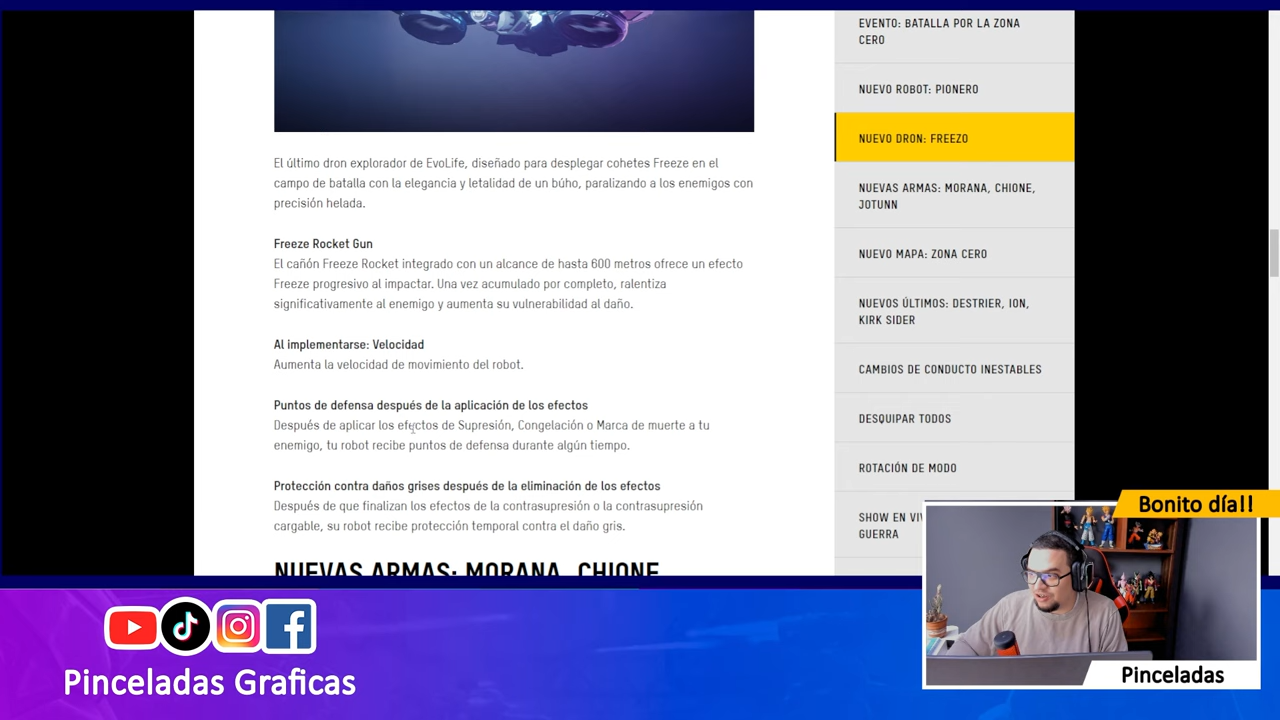 El último dron explorador de EvoLife, diseñado para desplegar cohetes Freeze en el
campo de batalla con la elegancia y letalidad de un búho, paralizando a los enemigos con
precisión helada.
Freeze Rocket Gun
El cañón Freeze Rocket integrado con un alcance de hasta 600 metros ofrece un efecto
Freeze progresivo al impactar. Una vez acumulado por completo, ralentiza
significativamente al enemigo y aumenta su vulnerabilidad al daño.
Al implementarse: Velocidad
Aumenta la velocidad de movimiento del robot.
Puntos de defensa después de la aplicación de los efectos
Después de aplicar los efectos de Supresión, Congelación o Marca de muerte a tu
enemigo, tu robot recibe puntos de defensa durante algún tiempo.
Protección contra daños grises después de la eliminación de los efectos
Después de que finalizan los efectos de la contrasupresión o la contrasupresión
cargable, su robot recibe protección temporal contra el daño gris.
NUEVAS ARMAS: MORANA, CHIONE,
EVENTO: BATALLA POR LA ZONA
CERO
NUEVO ROBOT: PIONERO
NUEVO DRON: FREEZO
NUEVAS ARMAS: MORANA, CHIONE,
JOTUNN
NUEVO MAPA: ZONA CERO
NUEVOS ÚLTIMOS: DESTRIER, ION,
KIRK SIDER
CAMBIOS DE CONDUCTO INESTABLES
DESQUIPAR TODOS
ROTACIÓN DE MODO
SHOW EN VIV
GUERRA
Bonito día!!
Pinceladas
Pinceladas Graficas